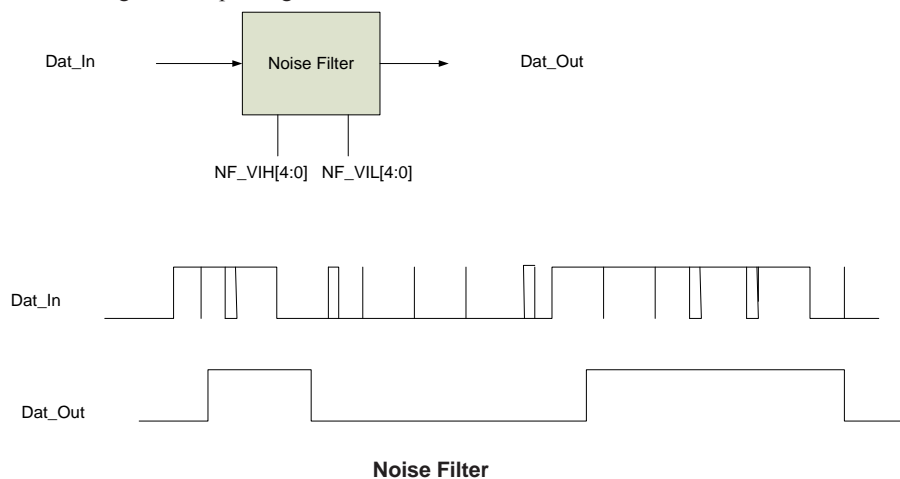 Dat_In
Noise Filter
Dat_Out
NF_VIH[4:0] NF_VIL[4:0]
Dat_In
Dat_Out
Noise Filter